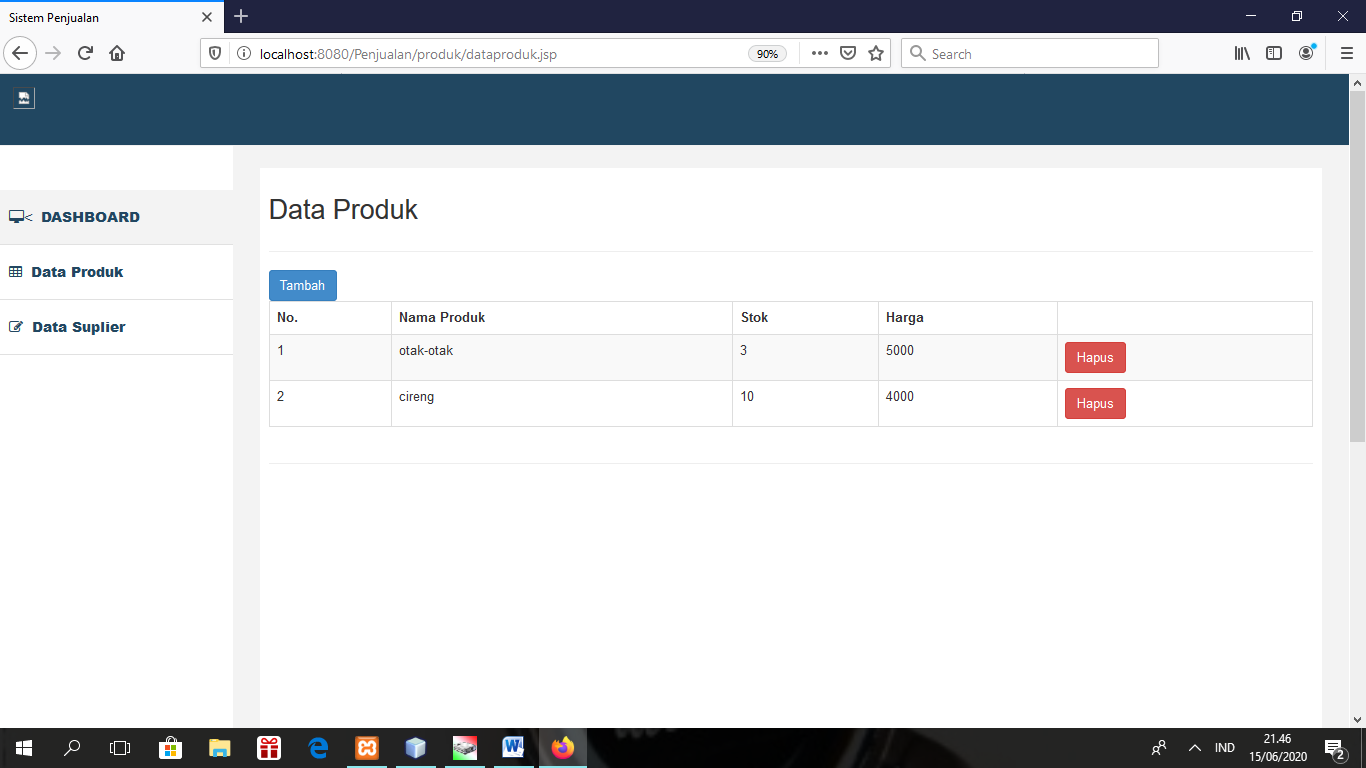 Sistem Penjualan
localhost:8080/Penjualan/produk/dataproduk.jsp
90%
Search
< DASHBOARD
Data Produk
Data Suplier
Data Produk
Tambah
No. Nama Produk Stok Harga
1 otak-otak 3 5000 Hapus
2 cireng 10 4000 Hapus
IND
21.46
15/06/2020
2